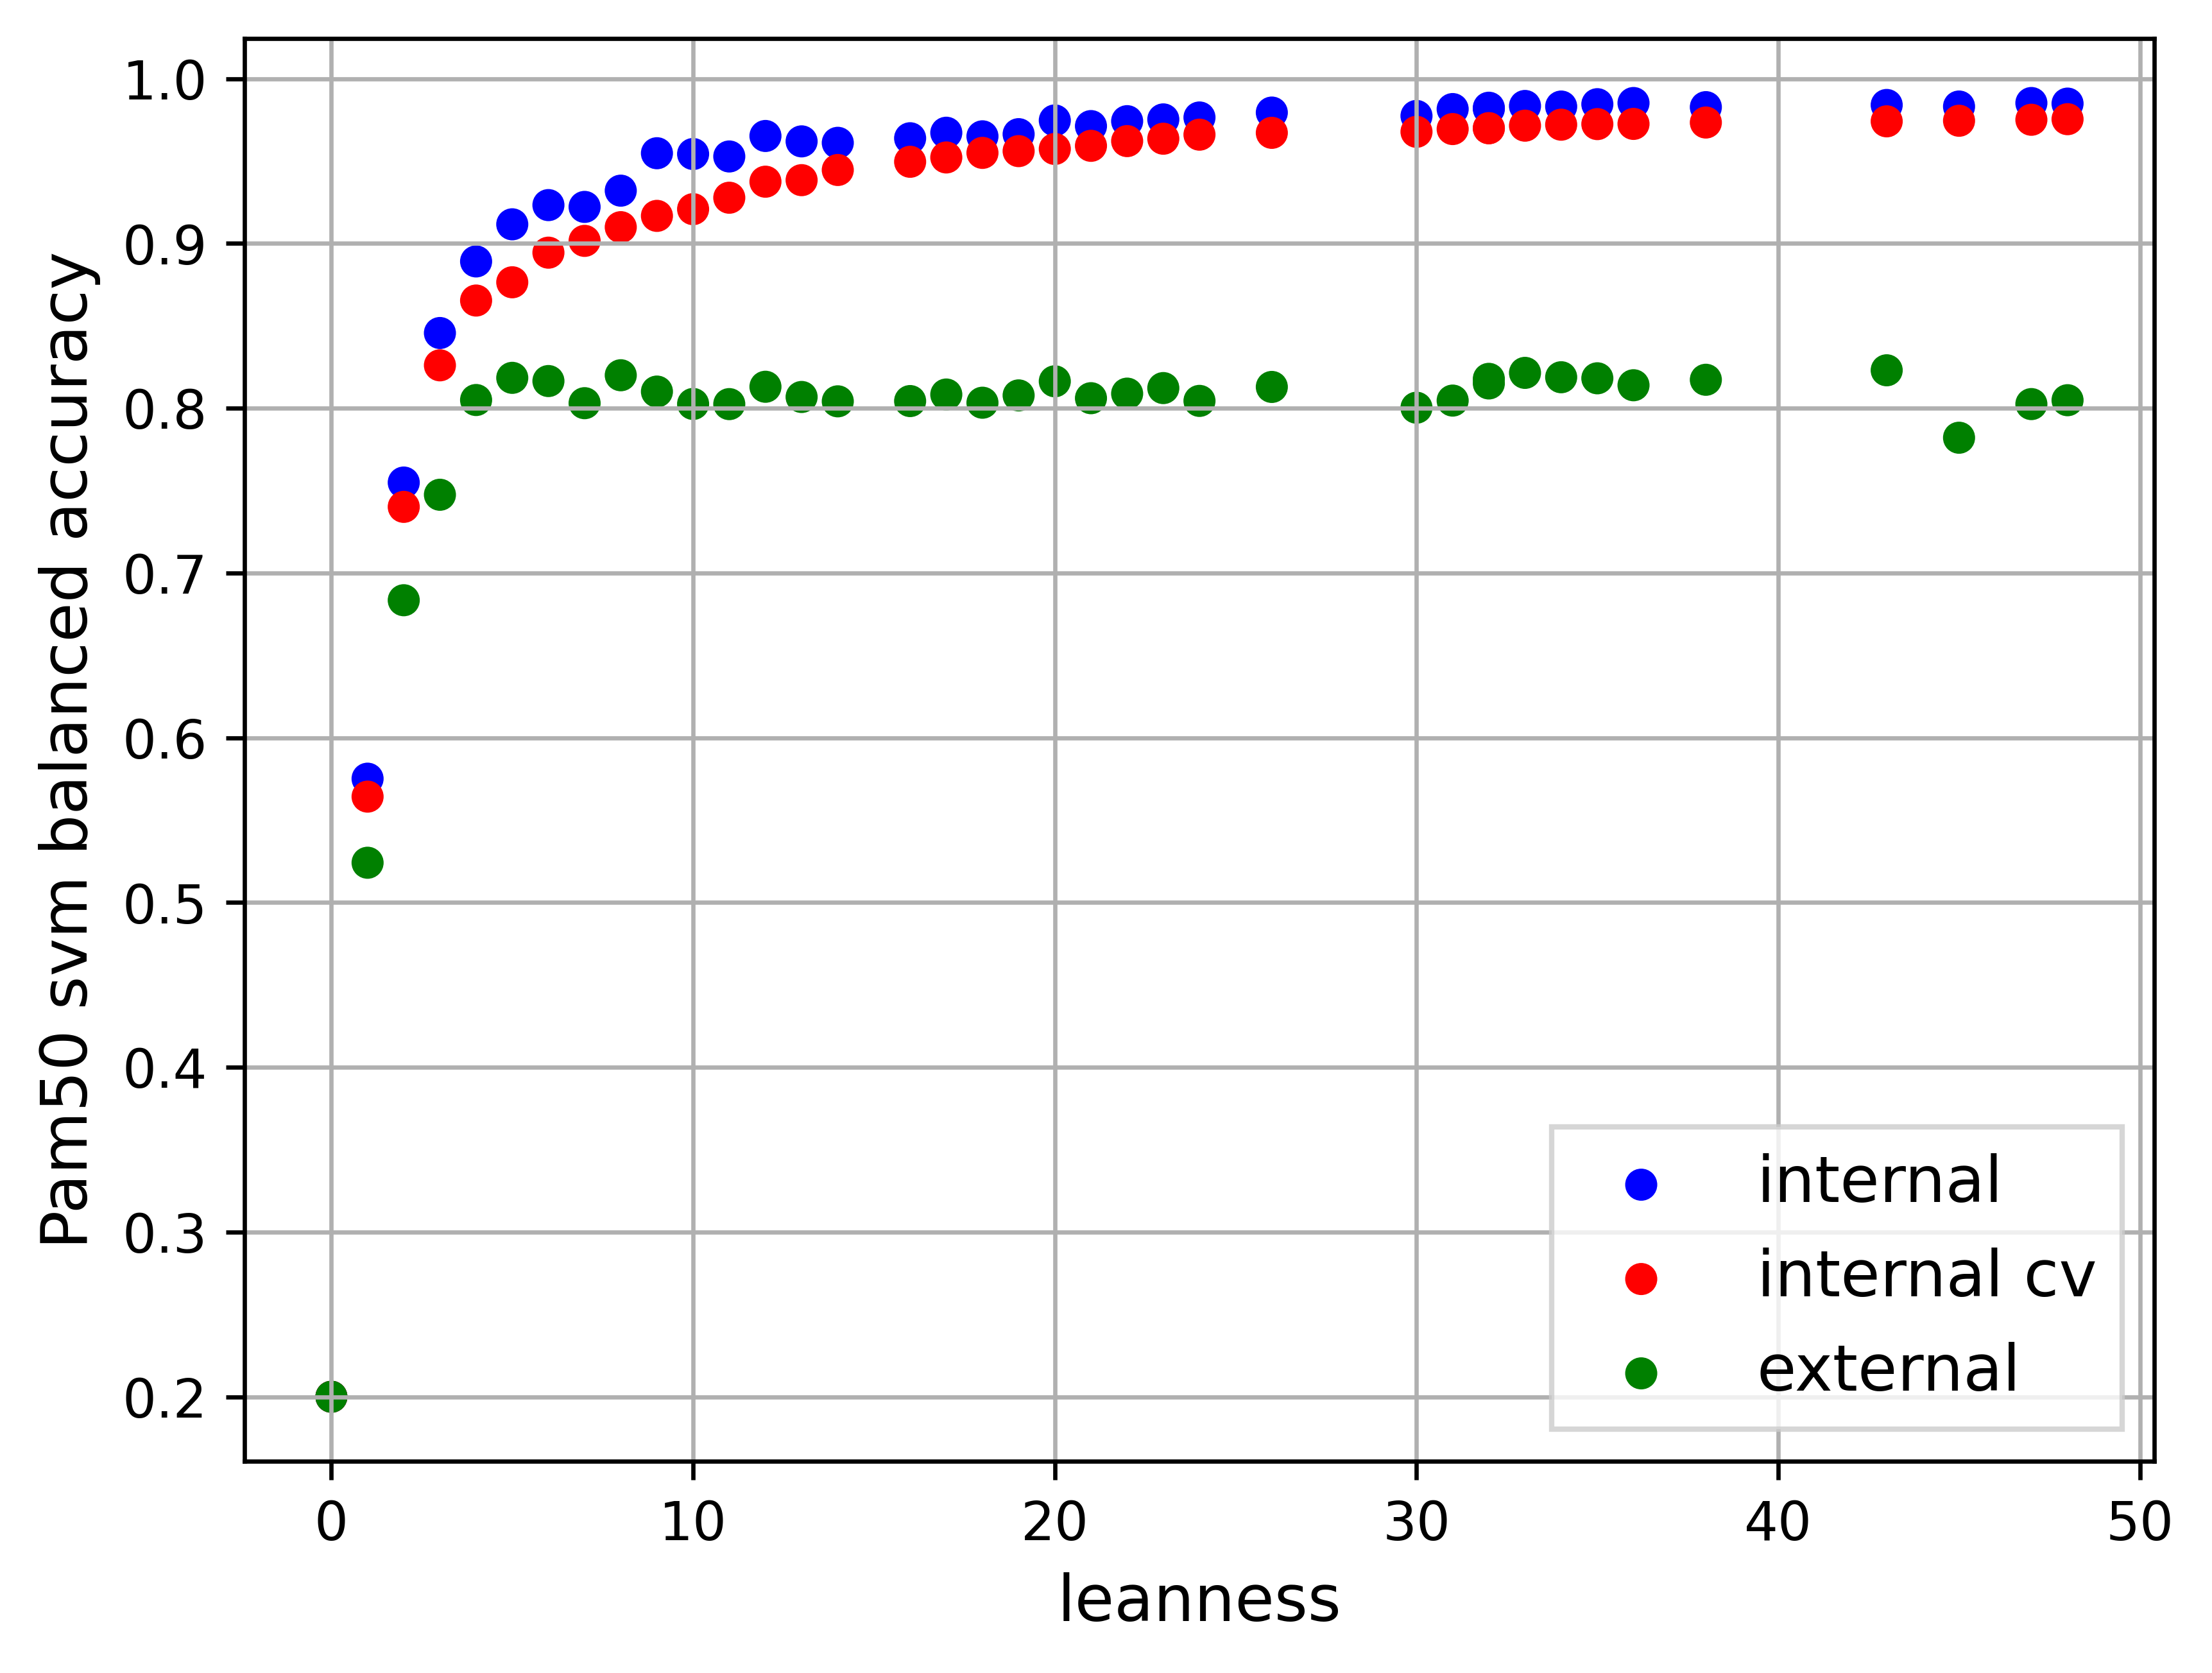 1.0
0.9
0.8
0.7
0.6
0.5
0.4
0.3
0.2
Pam50 svm balanced accuracy
internal
internal cv
external
0 10 20 30 40 50
leanness